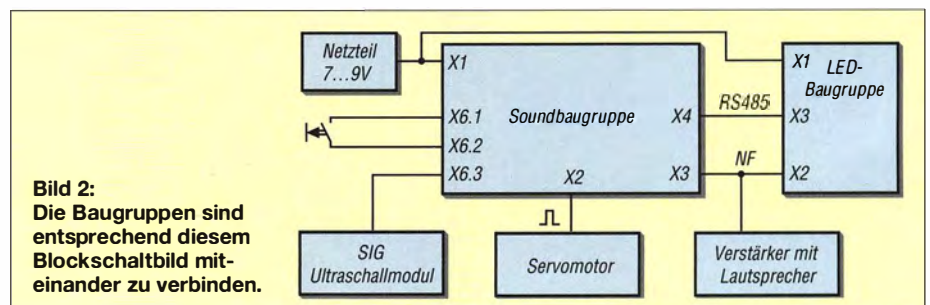 Netzteil
7...9V
X1
X6.1
X6.2
X6.3
Soundbaugruppe
X2
X4
X3
RS485
NF
X1
LED-
Baugruppe
X3
X2
SIG
Ultraschallmodul
Servomotor
Verstärker mit
Lautsprecher
Bild 2:
Die Baugruppen sind
entsprechend diesem
Blockschaltbild mit-
einander zu verbinden.